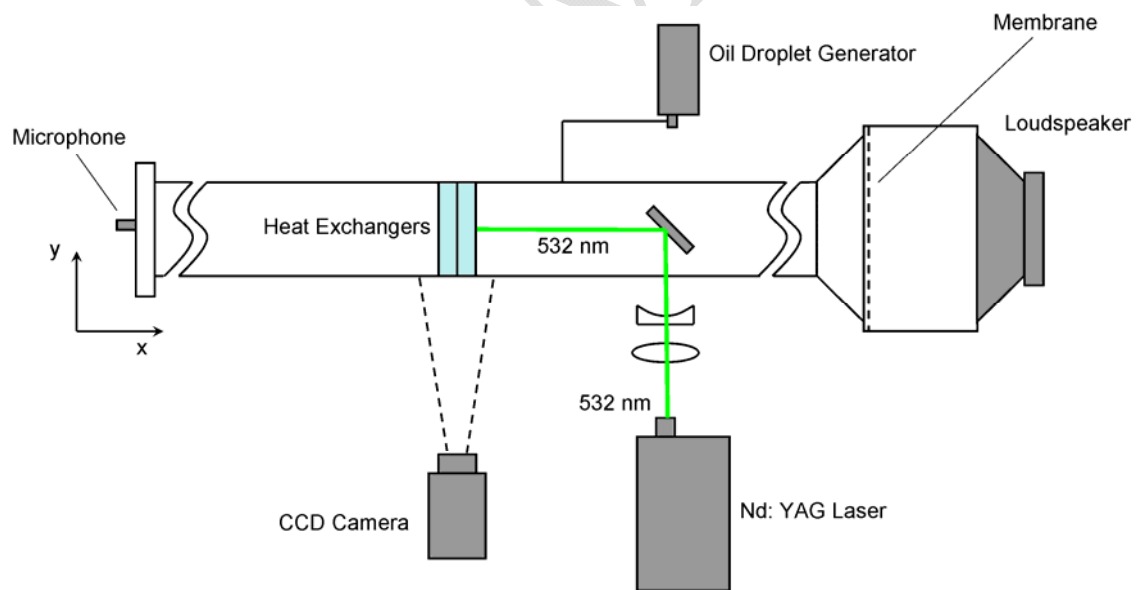 Membrane
Oil Droplet Generator
Loudspeaker
Microphone
Heat Exchangers
532 nm
y
x
532 nm
CCD Camera
Nd: YAG Laser